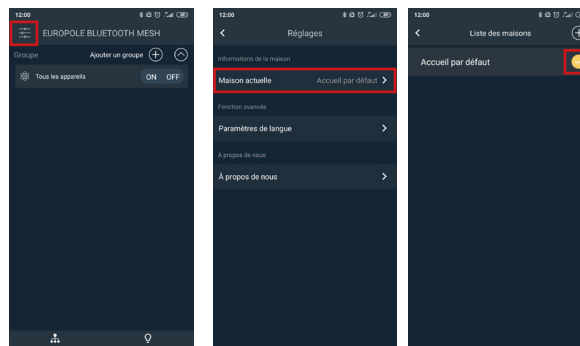 12:00
EUROPOLE BLUETOOTH MESH
Groupe Ajouter un groupe
Tous les appareils ON OFF
12:00
Réglages
Informations de la maison
Maison actuelle Accueil par défaut
Fonction avancée
Paramètres de langue
À propos de nous
À propos de nous
12:00
Liste des maisons
Accueil par défaut